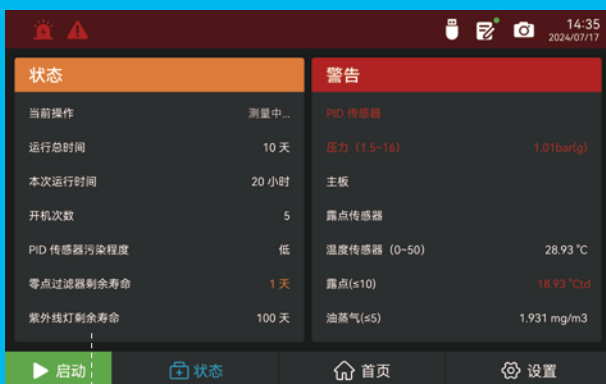 14:35
2024/07/17
状态
当前操作 测量中...
运行总时间 10 天
本次运行时间 20 小时
开机次数 5
PID 传感器污染程度 低
零点过滤器剩余寿命 1 天
紫外线灯剩余寿命 100 天
警告
PID 传感器
压力（1.5~16） 1.01bar(g)
主板
露点传感器
温度传感器（0~50） 28.93 °C
露点(≤10) 18.93 °Ctd
油蒸气(≤5) 1.931 mg/m3
启动 状态 首页 设置